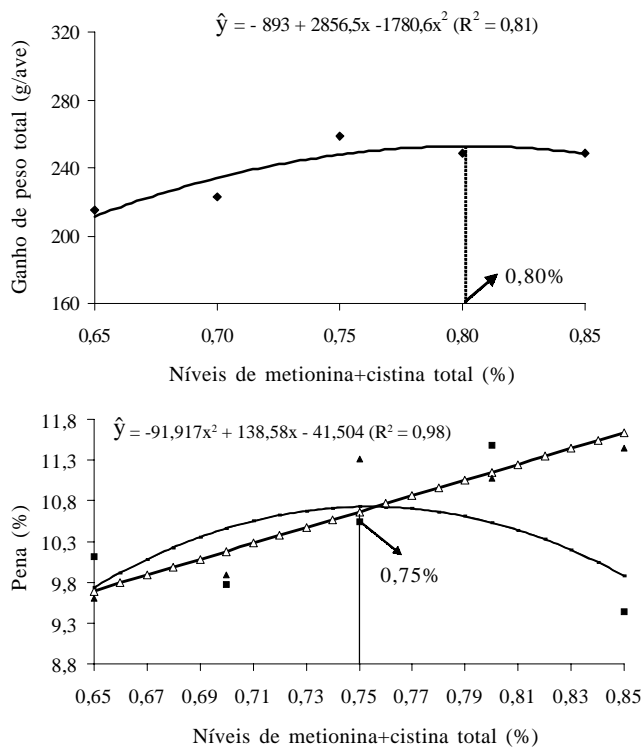 ŷ = - 893 + 2856,5x -1780,6x² (R² = 0,81)
Ganho de peso total (g/ave)
320
280
240
200
160
0,80%
0,65 0,70 0,75 0,80 0,85
Níveis de metionina+cistina total (%)
ŷ = -91,917x² + 138,58x - 41,504 (R² = 0,98)
Pena (%)
11,8
11,3
10,8
10,3
9,8
9,3
8,8
0,75%
0,65 0,67 0,69 0,71 0,73 0,75 0,77 0,79 0,81 0,83 0,85
Níveis de metionina+cistina total (%)